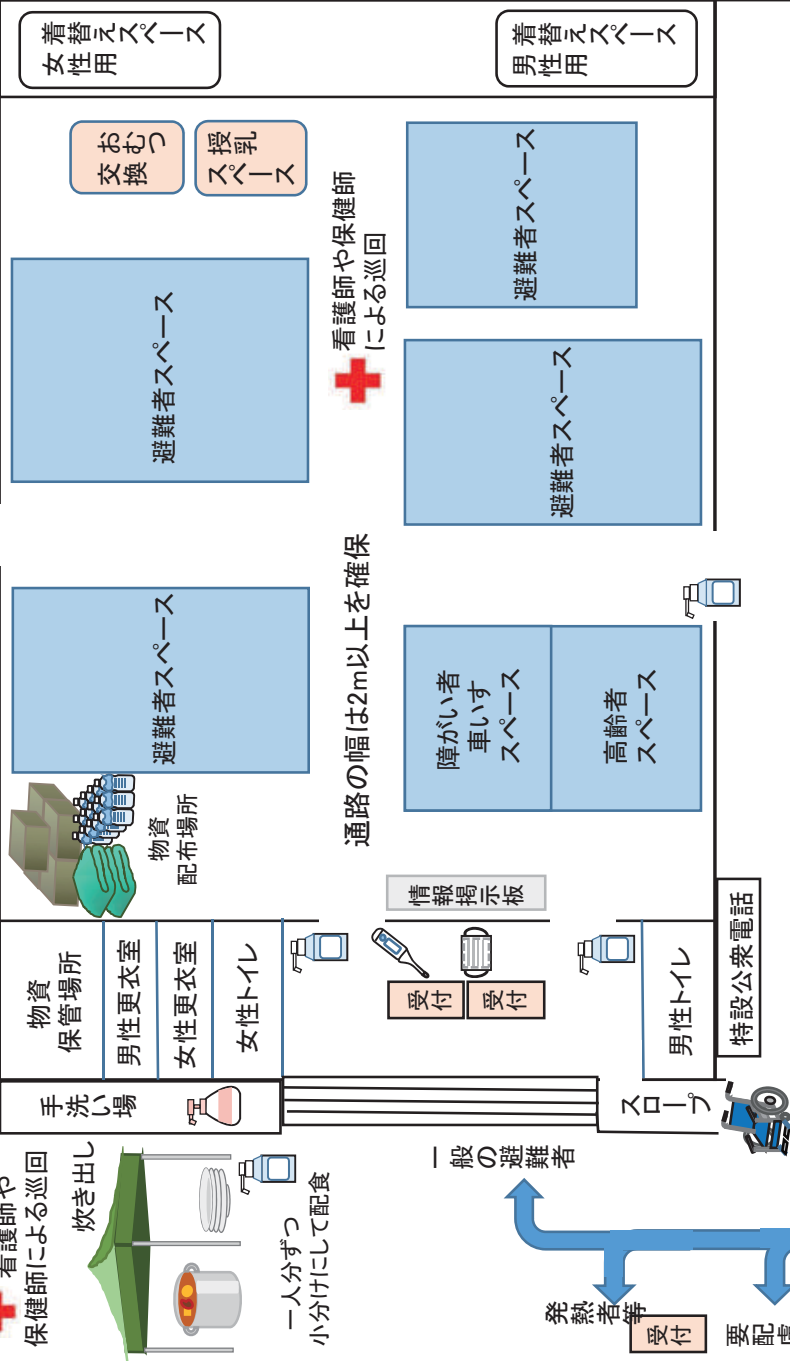 看護師や
保健師による巡回
炊き出し
一人分ずつ
小分けにして配食
一般の避難者
発熱者等
受付
要配慮
手洗い場
スロープ
物資
保管場所
男性更衣室
女性更衣室
女性トイレ
受付
受付
男性トイレ
特設公衆電話
情報掲示板
物資
配布場所
避難者スペース
通路の幅は2m以上を確保
障がい者
車いす
スペース
高齢者
スペース
避難者スペース
看護師や保健師
による巡回
避難者スペース
避難者スペース
おむつ
交換
授乳
スペース
女性用
着替えスペース
男性用
着替えスペース